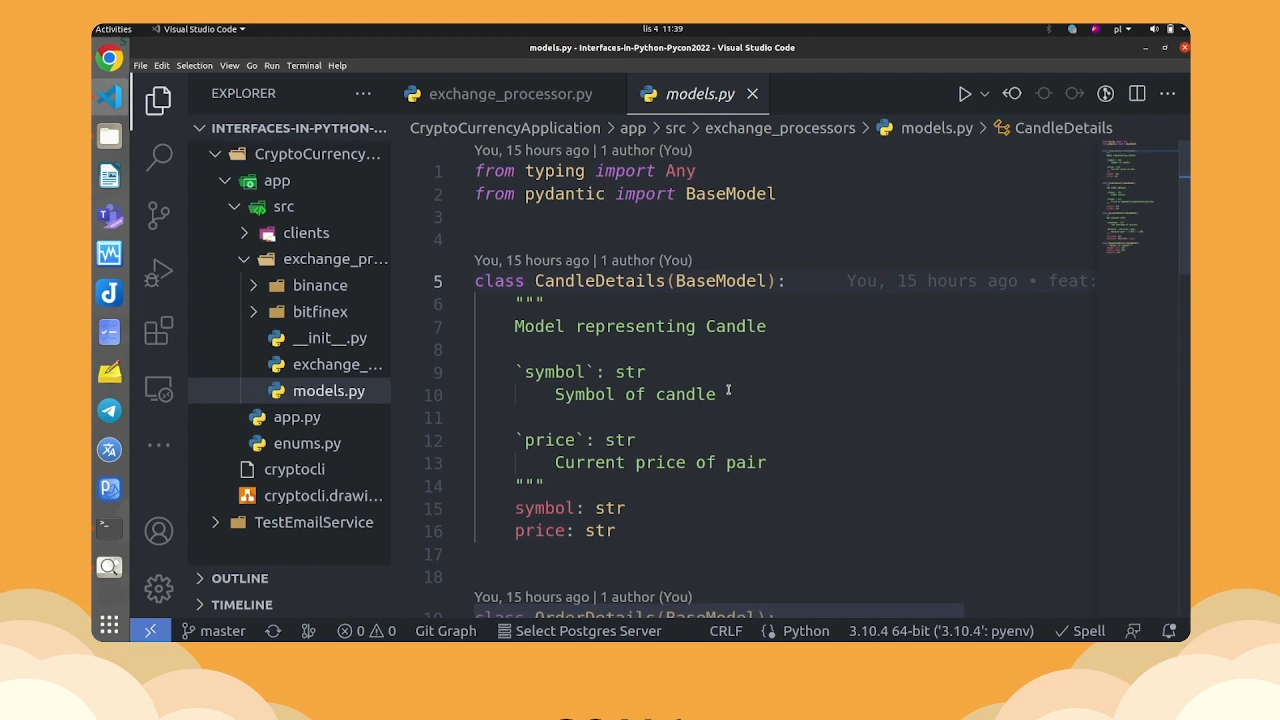 Activities Visual Studio Code lis 4 11:39 pl
models.py - Interfaces-in-Python-Pycon2022 - Visual Studio Code
File Edit Selection View Go Run Terminal Help
EXPLORER ··· exchange_processor.py models.py
INTERFACES-IN-PYTHON-...
CryptoCurrencyApplication > app > src > exchange_processors > models.py > CandleDetails
CryptoCurrency...
app
src
clients
exchange_pr...
binance
bitfinex
__init__.py
exchange_...
models.py
app.py
enums.py
cryptocli
cryptocli.drawi...
TestEmailService
OUTLINE
TIMELINE
You, 15 hours ago | 1 author (You)
1 from typing import Any
2 from pydantic import BaseModel
3
4
You, 15 hours ago | 1 author (You)
5 class CandleDetails(BaseModel): You, 15 hours ago • feat:
6 """
7 Model representing Candle
8
9 `symbol`: str
10 Symbol of candle
11
12 `price`: str
13 Current price of pair
14 """
15 symbol: str
16 price: str
17
18
You, 15 hours ago | 1 author (You)
19 class OrderDetails(BaseModel):
master 0 0 Git Graph Select Postgres Server CRLF Python 3.10.4 64-bit ('3.10.4': pyenv) Spell